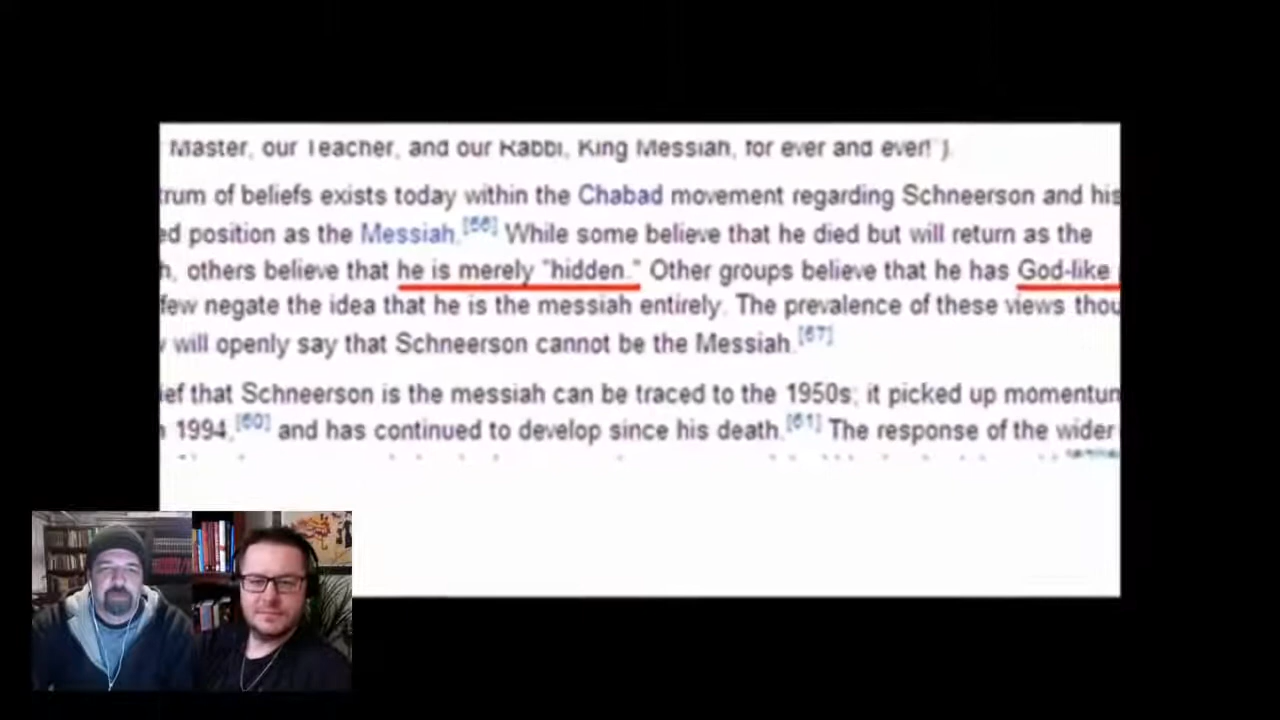 Master, our Teacher, and our Rabbi, King Messiah, for ever and ever!").
rum of beliefs exists today within the Chabad movement regarding Schneerson and his
ed position as the Messiah.[66] While some believe that he died but will return as the
h, others believe that he is merely "hidden." Other groups believe that he has God-like
few negate the idea that he is the messiah entirely. The prevalence of these views thou
will openly say that Schneerson cannot be the Messiah.[67]
ief that Schneerson is the messiah can be traced to the 1950s; it picked up momentum
1994,[60] and has continued to develop since his death.[61] The response of the wider